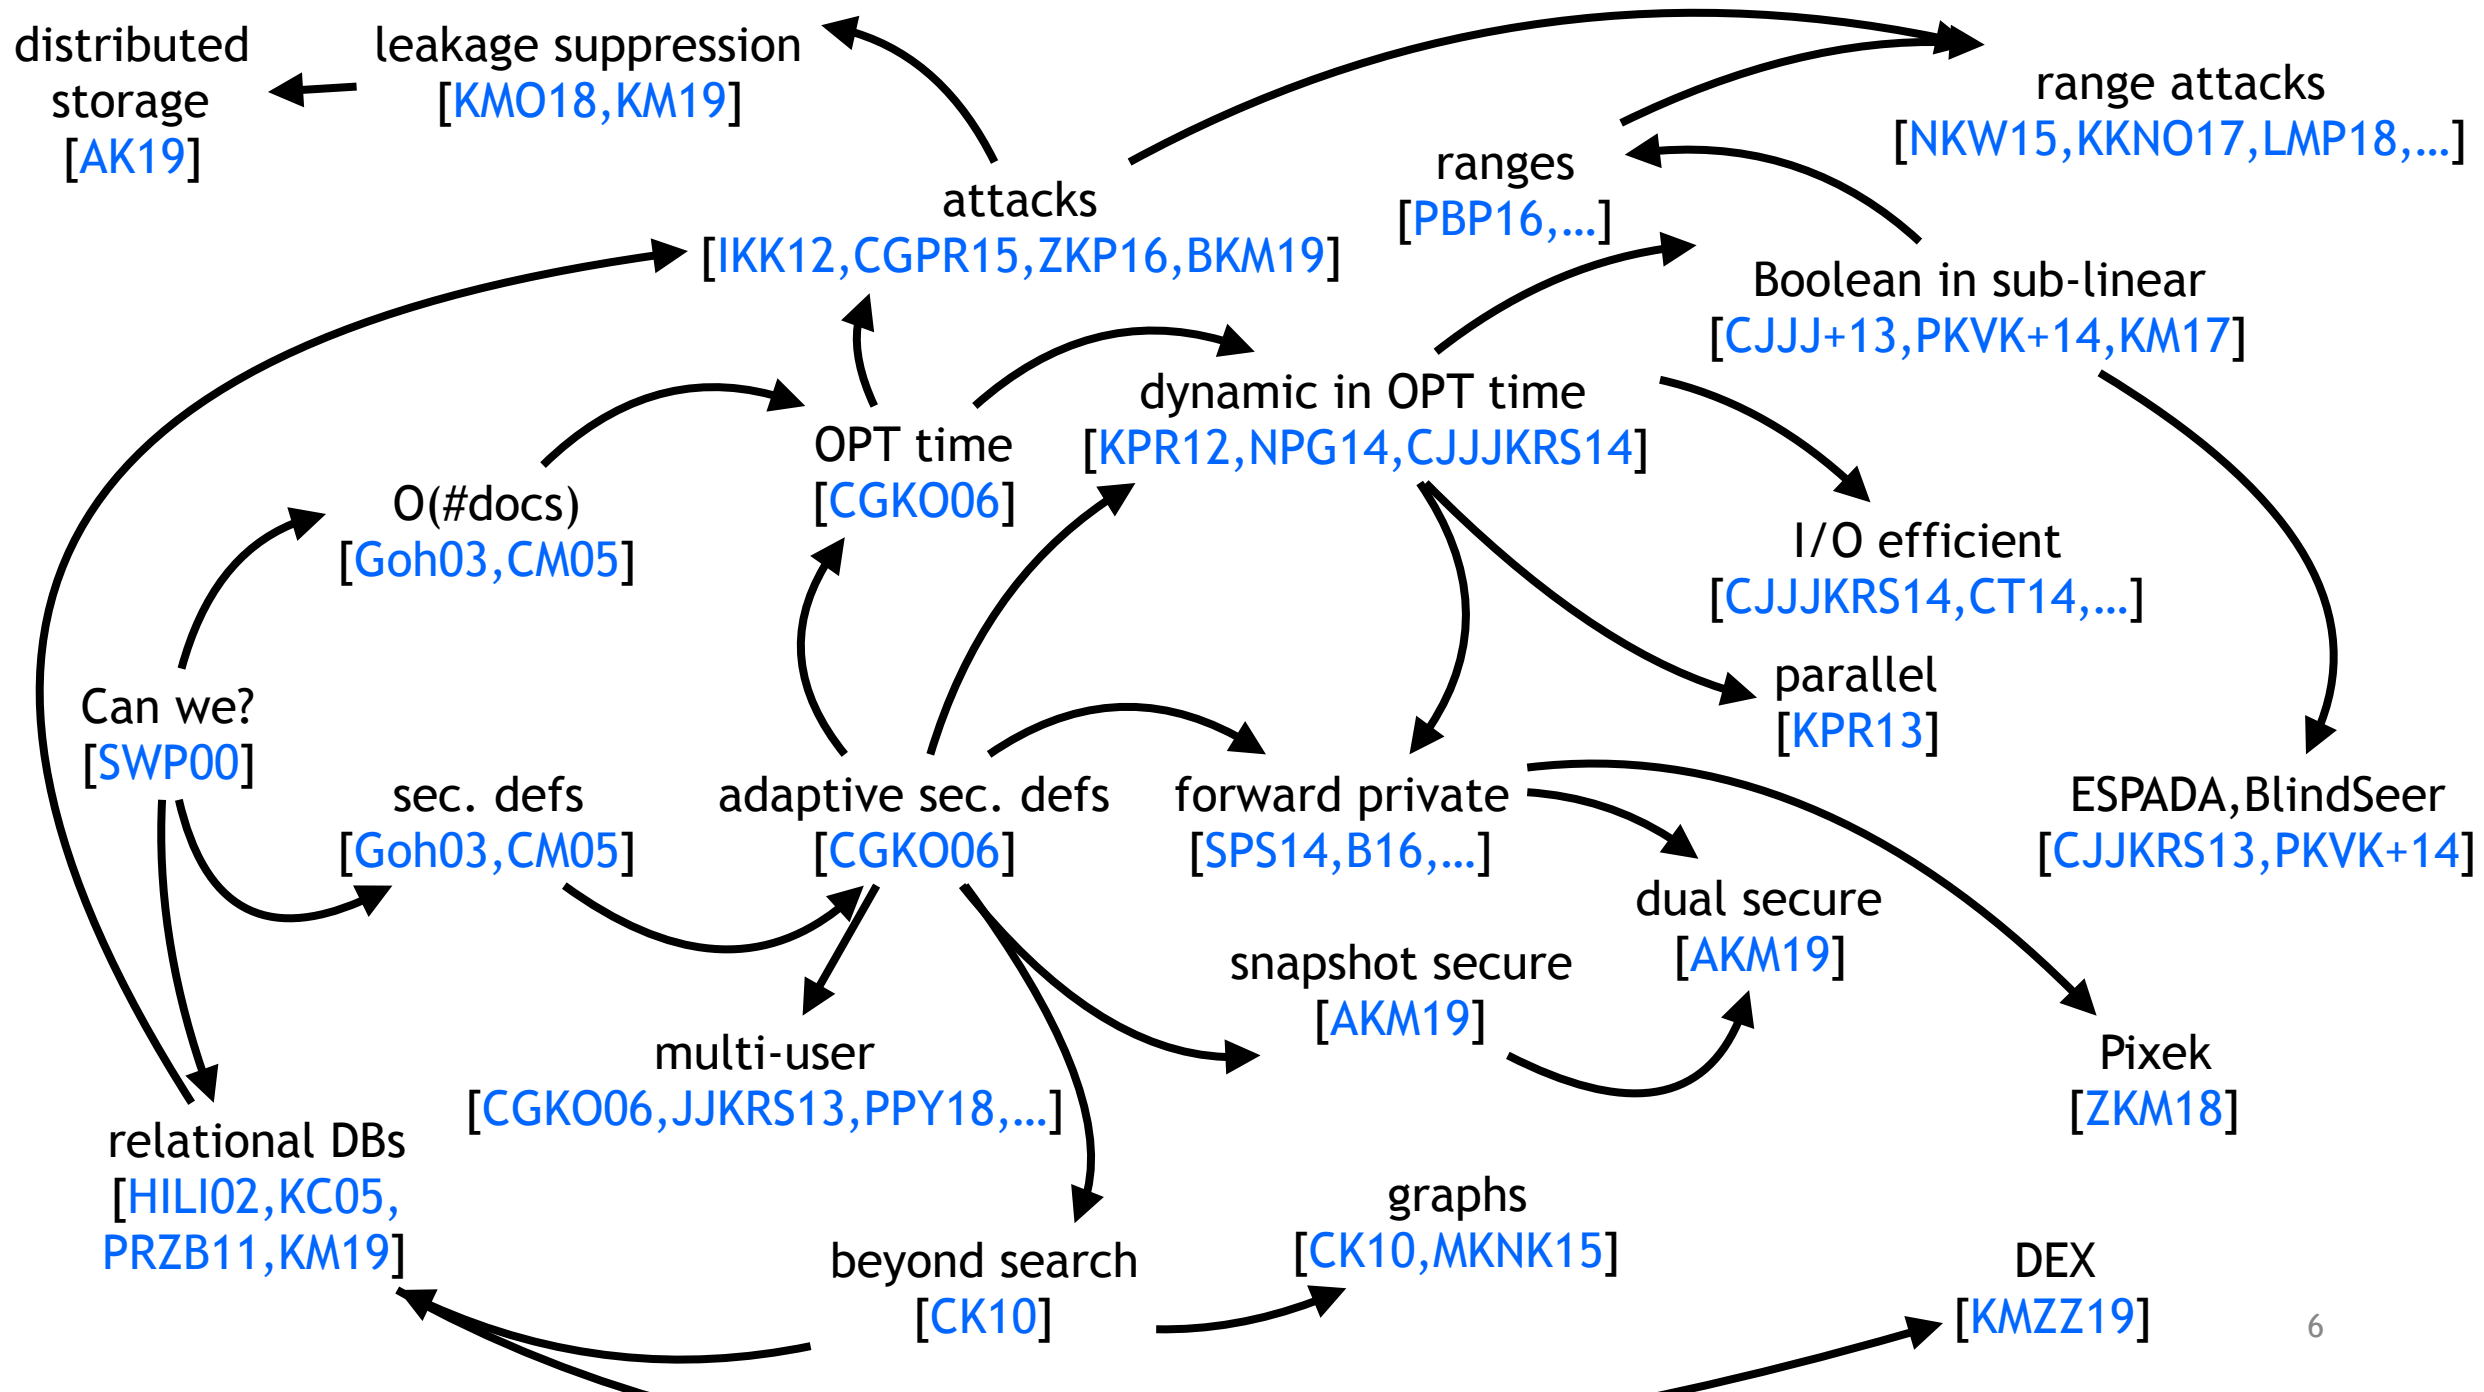 distributed
storage
[AK19]
leakage suppression
[KMO18,KM19]
range attacks
[NKW15,KKNO17,LMP18,…]
ranges
[PBP16,…]
attacks
[IKK12,CGPR15,ZKP16,BKM19]
Boolean in sub-linear
[CJJJ+13,PKVK+14,KM17]
dynamic in OPT time
[KPR12,NPG14,CJJJKRS14]
OPT time
[CGKO06]
O(#docs)
[Goh03,CM05]
I/O efficient
[CJJJKRS14,CT14,…]
parallel
[KPR13]
Can we?
[SWP00]
sec. defs
[Goh03,CM05]
adaptive sec. defs
[CGKO06]
forward private
[SPS14,B16,…]
ESPADA,BlindSeer
[CJJKRS13,PKVK+14]
dual secure
[AKM19]
snapshot secure
[AKM19]
multi-user
[CGKO06,JJKRS13,PPY18,…]
Pixek
[ZKM18]
relational DBs
[HILI02,KC05,
PRZB11,KM19]
graphs
[CK10,MKNK15]
beyond search
[CK10]
DEX
[KMZZ19]
6